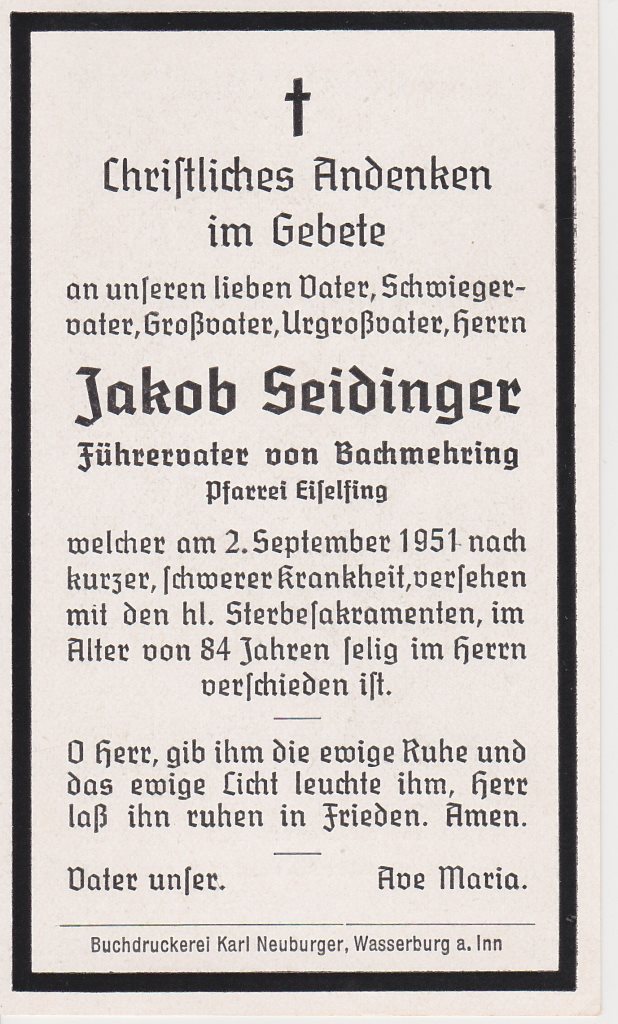 Christliches Andenken
im Gebete
an unseren lieben Vater, Schwieger-
vater, Großvater, Urgroßvater, Herrn
Jakob Seidinger
Führervater von Bachmehring
Pfarrei Eiselfing
welcher am 2. September 1951 nach
kurzer, schwerer Krankheit, versehen
mit den hl. Sterbesakramenten, im
Alter von 84 Jahren selig im Herrn
verschieden ist.
O Herr, gib ihm die ewige Ruhe und
das ewige Licht leuchte ihm, Herr
laß ihn ruhen in Frieden. Amen.
Vater unser. Ave Maria.
Buchdruckerei Karl Neuburger, Wasserburg a. Inn